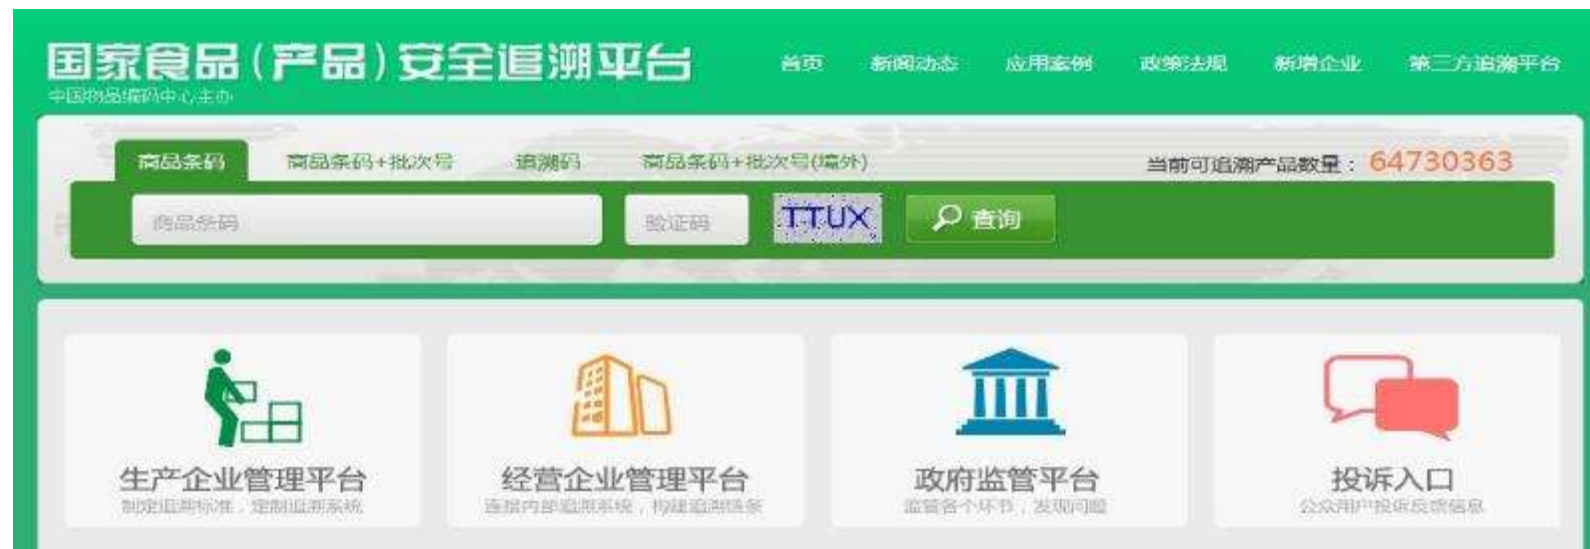 国家食品(产品)安全追溯平台
中国物品编码中心主办
首页 新闻动态 应用案例 政策法规 新增企业 第三方追溯平台
商品条码 商品条码+批次号 追溯码 商品条码+批次号(境外) 当前可追溯产品数量：64730363
商品条码 验证码 TTUX 查询
生产企业管理平台 经营企业管理平台 政府监管平台 投诉入口
制定追溯标准，定制追溯系统 连接内部追溯系统，构建追溯链条 监管各个环节，发现问题 公众用户投诉反馈信息